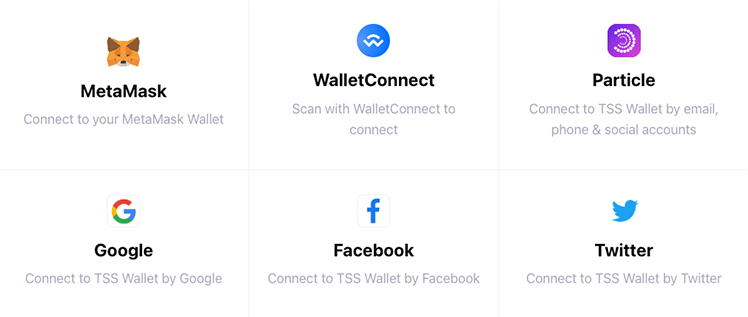 MetaMask
Connect to your MetaMask Wallet
WalletConnect
Scan with WalletConnect to
connect
Particle
Connect to TSS Wallet by email,
phone & social accounts
Google
Connect to TSS Wallet by Google
Facebook
Connect to TSS Wallet by Facebook
Twitter
Connect to TSS Wallet by Twitter